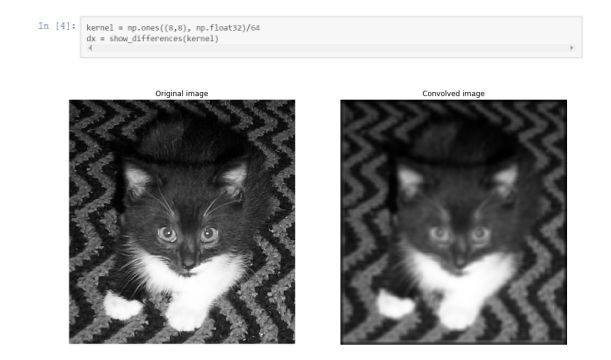 In [4]:
kernel = np.ones((8,8), np.float32)/64
dx = show_differences(kernel)
Original image
Convolved image